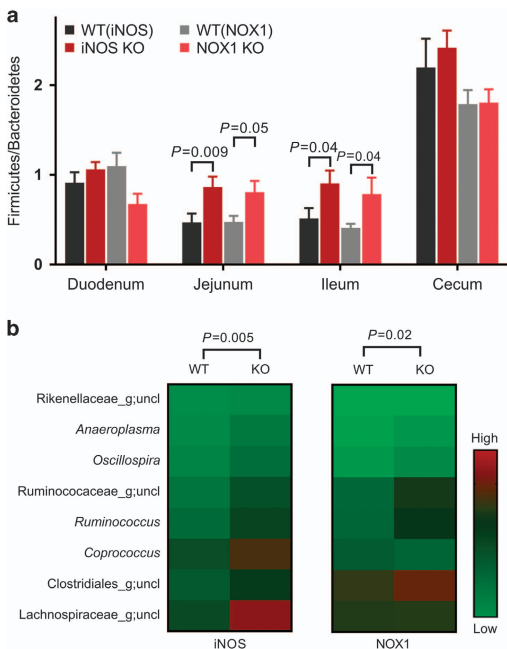 a
WT(iNOS) WT(NOX1)
iNOS KO NOX1 KO
Firmicutes/Bacteroidetes
2
1
0
P=0.009
P=0.05
P=0.04
P=0.04
Duodenum Jejunum Ileum Cecum
b
P=0.005 P=0.02
WT KO WT KO
Rikenellaceae_g;uncl
Anaeroplasma
Oscillospira
Ruminococaceae_g;uncl
Ruminococcus
Coprococcus
Clostridiales_g;uncl
Lachnospiraceae_g;uncl
High
Low
iNOS NOX1